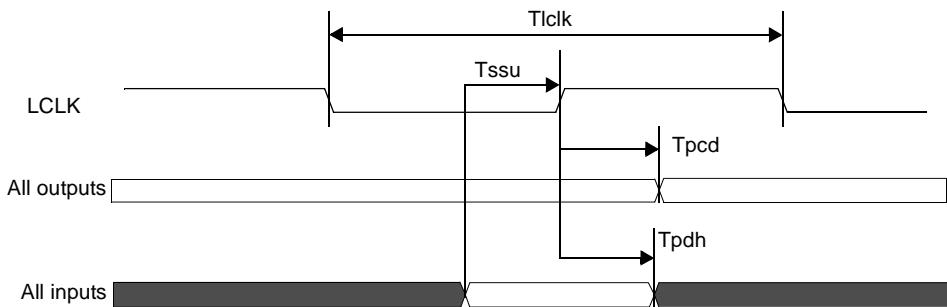 Tlclk
Tssu
LCLK
Tpcd
All outputs
Tpdh
All inputs